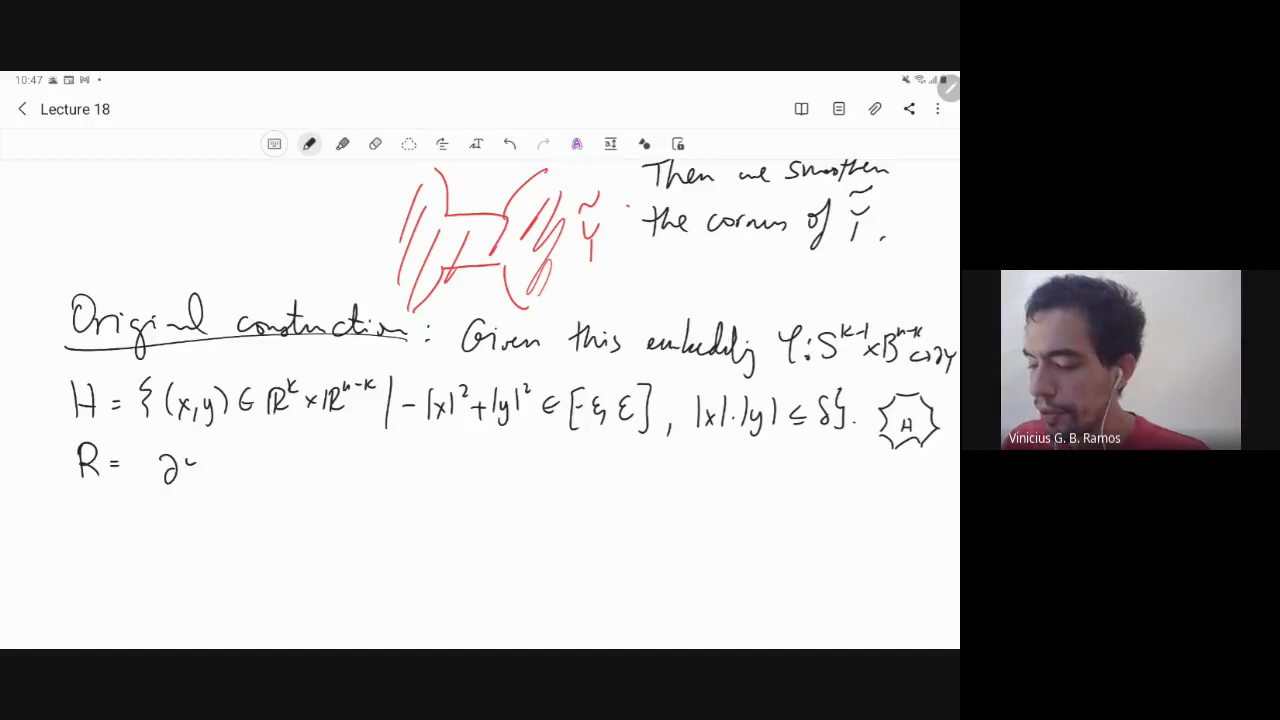 10:47
Lecture 18
Then we smoothen
the corners of Ỹ.
Ỹ
Original construction: Given this embedding φ: S^{k-1} × B^{n-k} ↪ ∂Y
H = { (x,y) ∈ ℝ^k × ℝ^{n-k} | -|x|² + |y|² ∈ [-ε, ε], |x|·|y| ≤ δ}. H
R = ∂
Vinicius G. B. Ramos